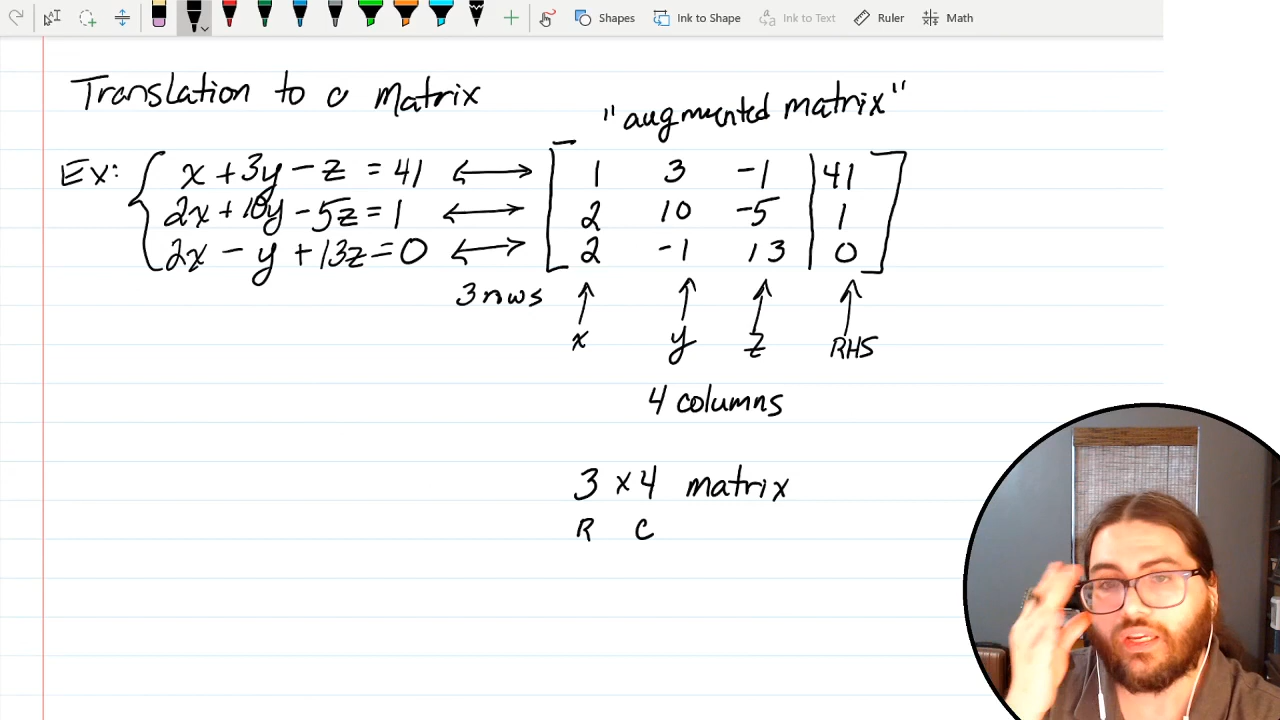 Shapes Ink to Shape Ink to Text Ruler Math
Translation to a Matrix
"augmented matrix"
Ex: { x + 3y - z = 41 ↔ [ 1 3 -1 | 41 ]
2x + 10y - 5z = 1 ↔ 2 10 -5 | 1
2x - y + 13z = 0 ↔ 2 -1 13 | 0
3 rows
x y z RHS
4 columns
3 x 4 matrix
R C